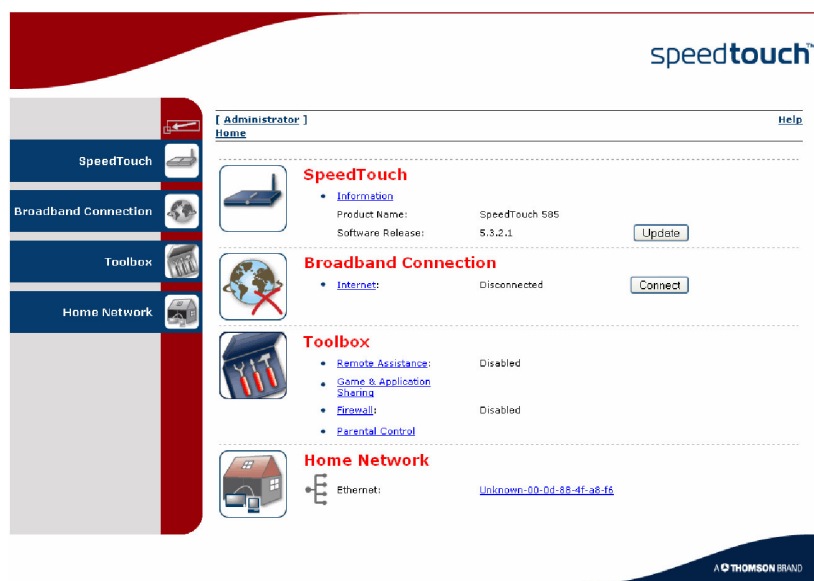 speedtouch™
[ Administrator ]
Home
Help
SpeedTouch
Broadband Connection
Toolbox
Home Network
SpeedTouch
Information
Product Name: SpeedTouch 585
Software Release: 5.3.2.1 Update
Broadband Connection
Internet: Disconnected Connect
Toolbox
Remote Assistance: Disabled
Game & Application
Sharing
Firewall: Disabled
Parental Control
Home Network
Ethernet: Unknown-00-0d-88-4f-a8-f6
A THOMSON BRAND